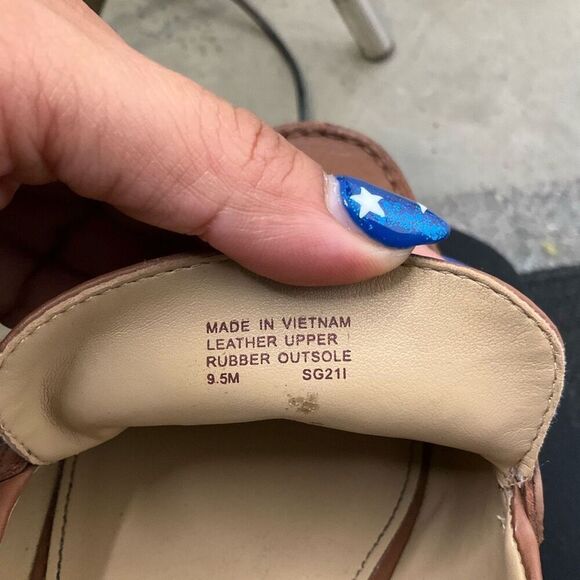 MADE IN VIETNAM
LEATHER UPPER
RUBBER OUTSOLE
9.5M SG21I